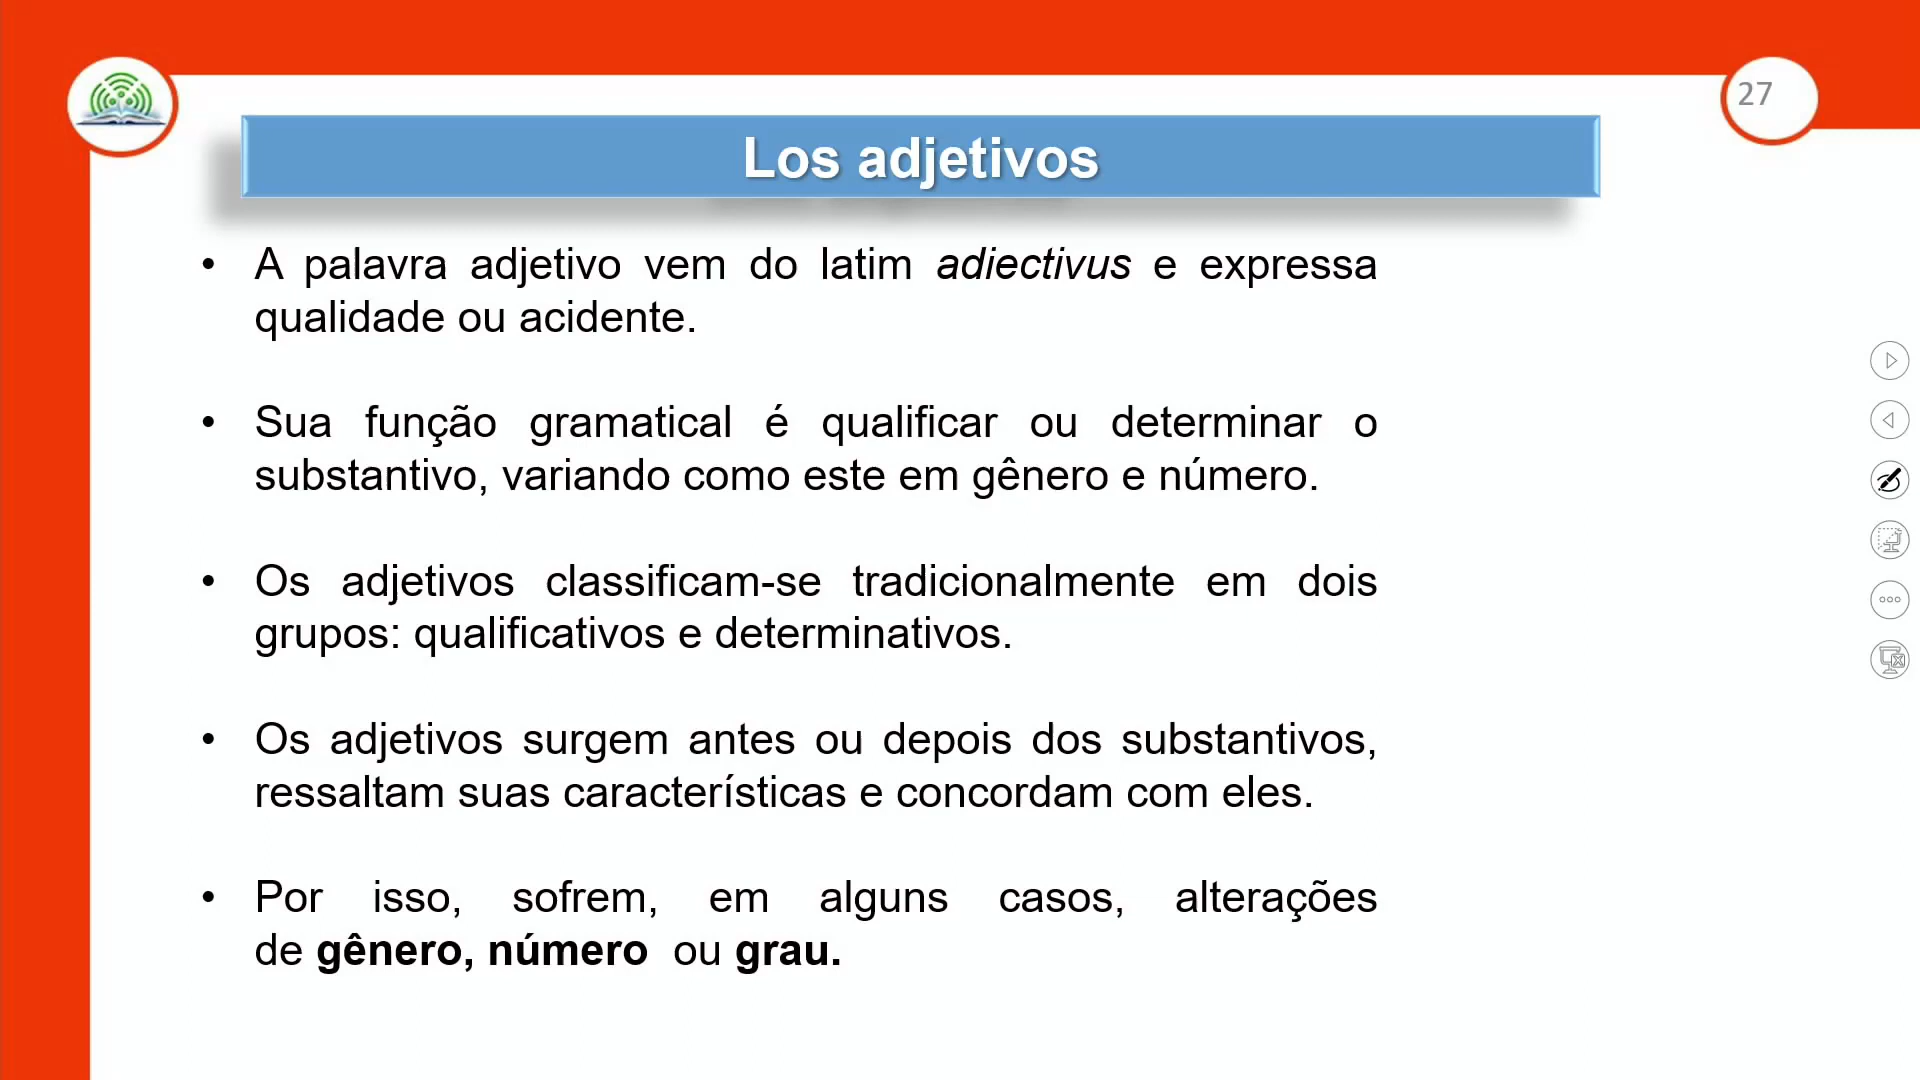 27
Los adjetivos
• A palavra adjetivo vem do latim adiectivus e expressa
qualidade ou acidente.
• Sua função gramatical é qualificar ou determinar o
substantivo, variando como este em gênero e número.
• Os adjetivos classificam-se tradicionalmente em dois
grupos: qualificativos e determinativos.
• Os adjetivos surgem antes ou depois dos substantivos,
ressaltam suas características e concordam com eles.
• Por isso, sofrem, em alguns casos, alterações
de gênero, número ou grau.